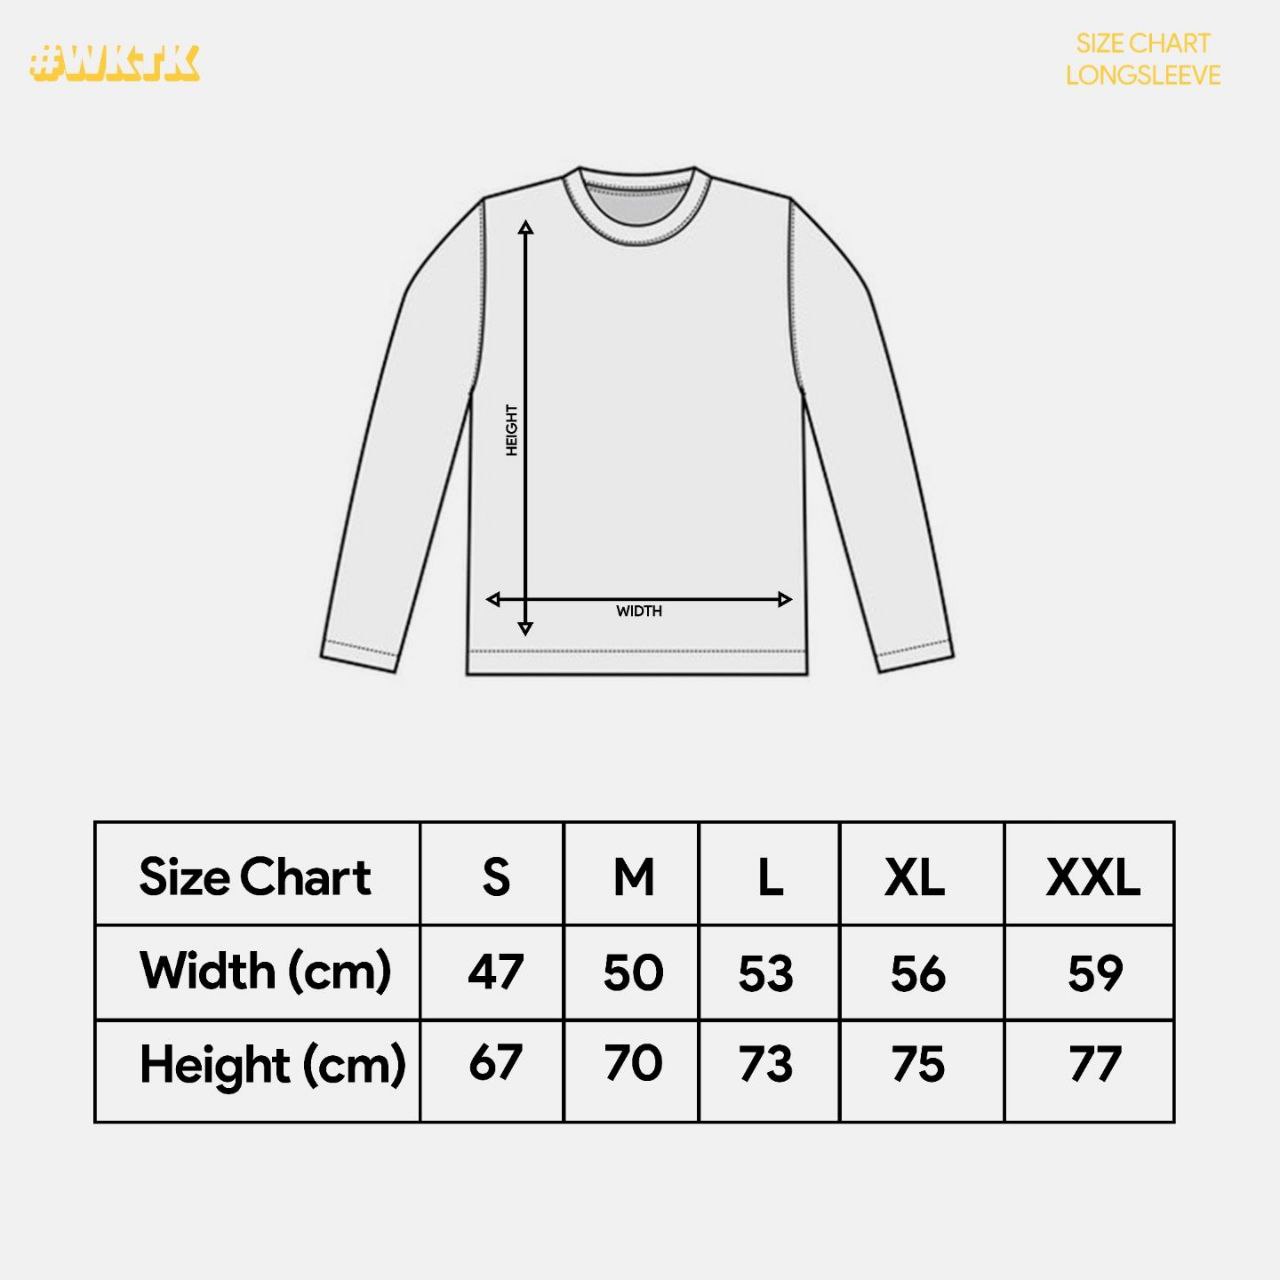 #WKTK
SIZE CHART
LONGSLEEVE
HEIGHT
WIDTH
Size Chart S M L XL XXL
Width (cm) 47 50 53 56 59
Height (cm) 67 70 73 75 77